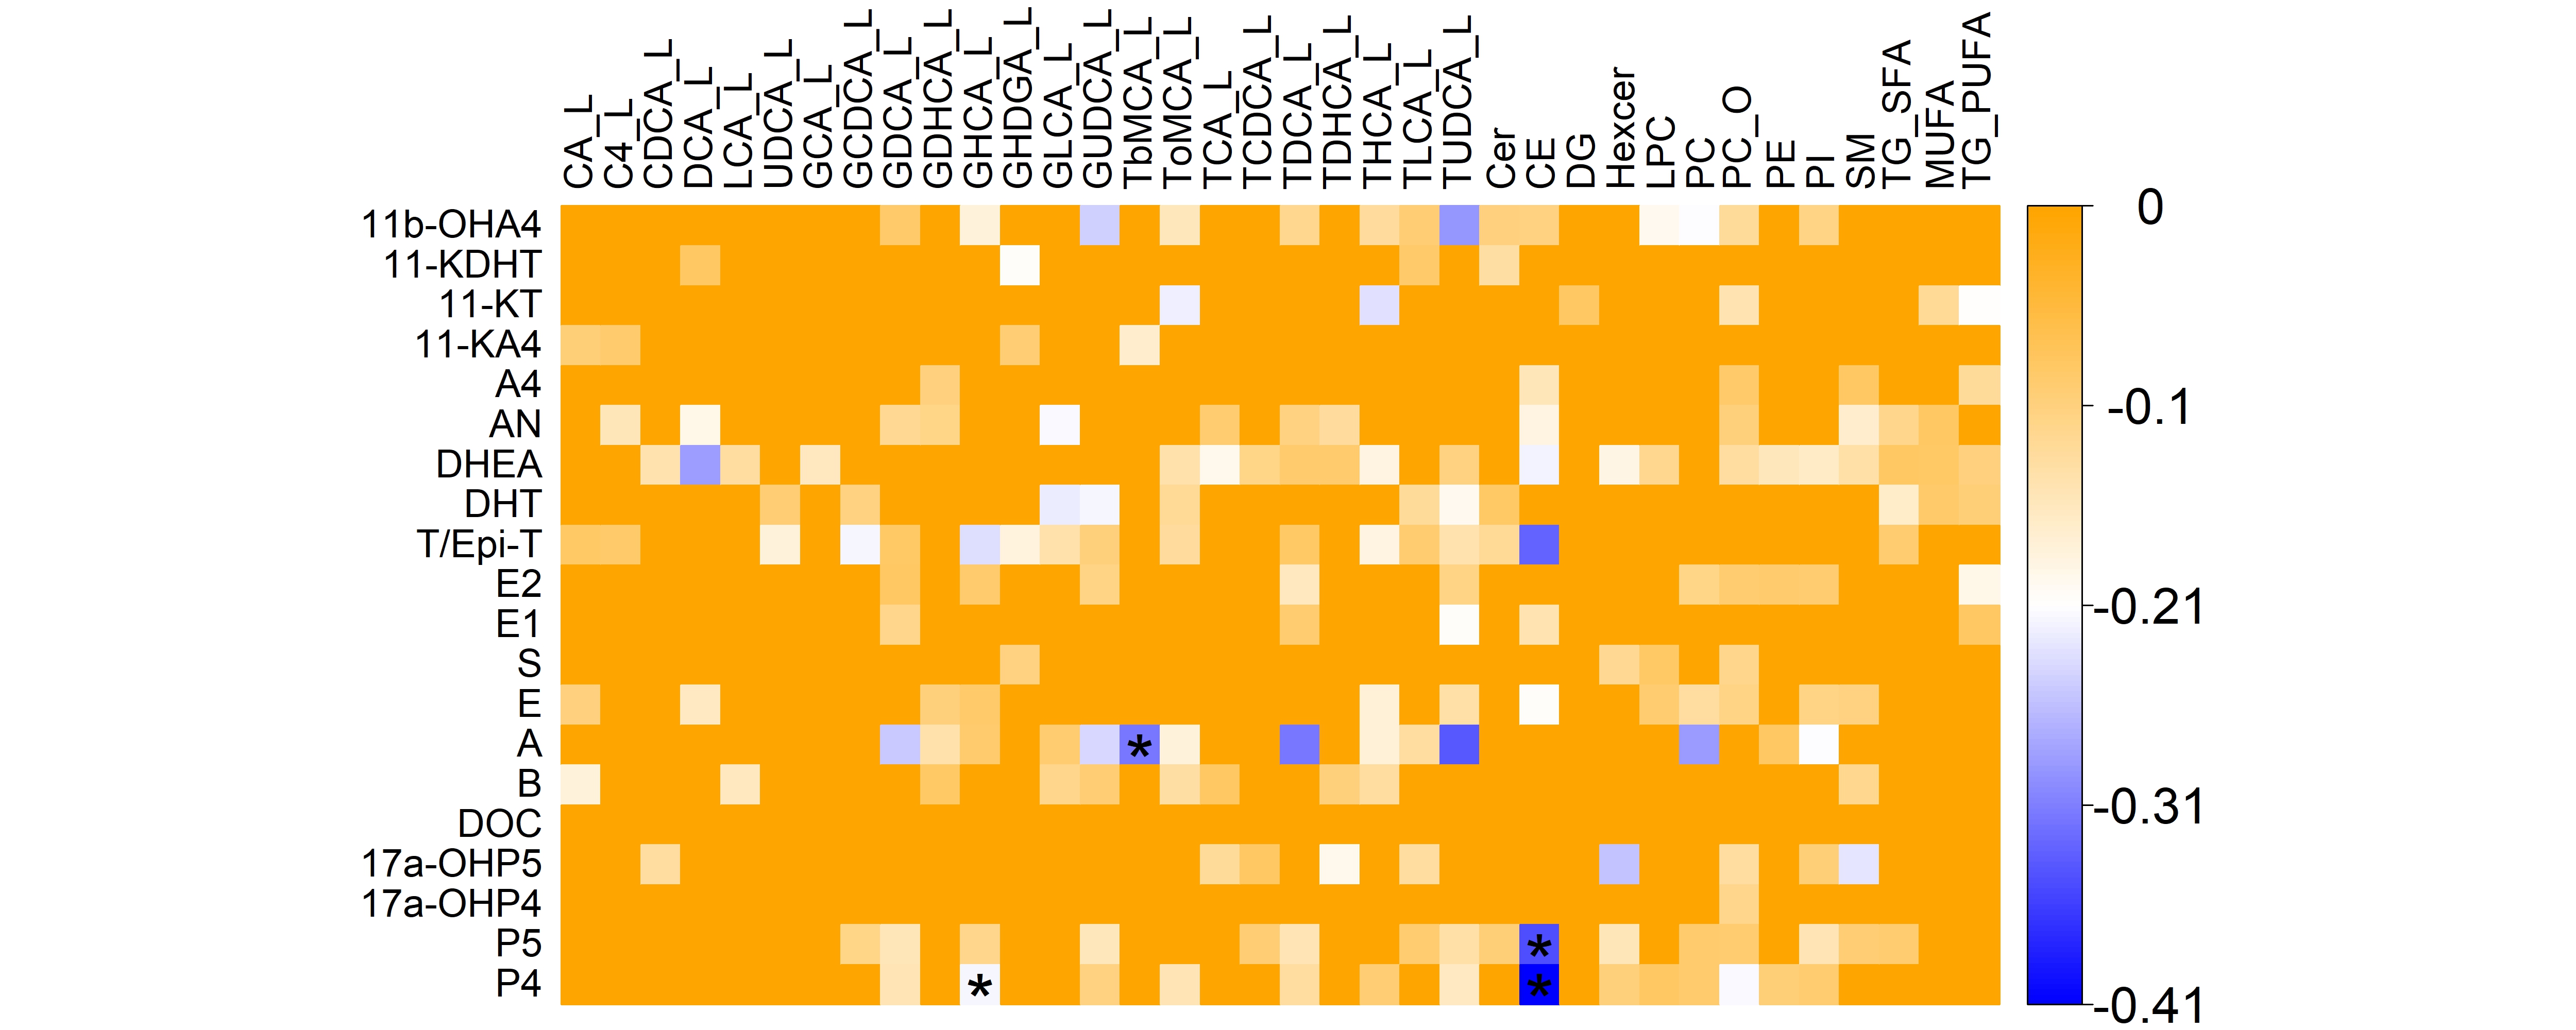 CA_L
C4_L
CDCA_L
DCA_L
LCA_L
UDCA_L
GCA_L
GCDCA_L
GDCA_L
GDHCA_L
GHCA_L
GHDGA_L
GLCA_L
GUDCA_L
TbMCA_L
ToMCA_L
TCA_L
TCDCA_L
TDCA_L
TDHCA_L
THCA_L
TLCA_L
TUDCA_L
Cer
CE
DG
Hexcer
LPC
PC
PC_O
PE
PI
SM
TG_SFA
MUFA
TG_PUFA
11b-OHA4
11-KDHT
11-KT
11-KA4
A4
AN
DHEA
DHT
T/Epi-T
E2
E1
S
E
A
*
B
DOC
17a-OHP5
17a-OHP4
P5
*
P4
* *
0
-0.1
-0.21
-0.31
-0.41